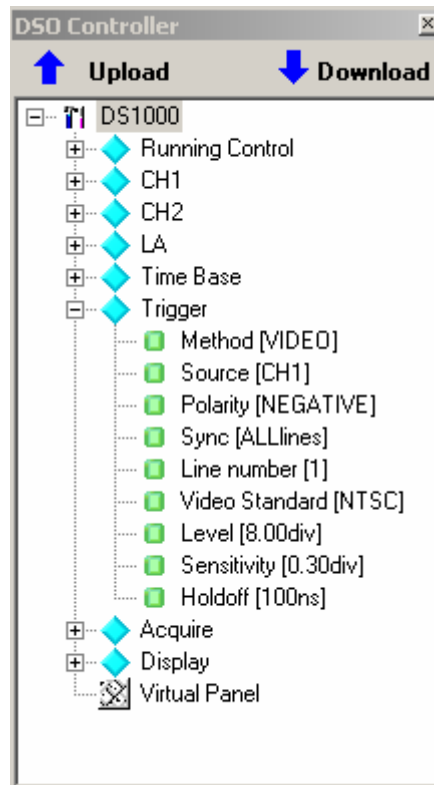 DSO Controller
Upload Download
DS1000
Running Control
CH1
CH2
LA
Time Base
Trigger
Method [VIDEO]
Source [CH1]
Polarity [NEGATIVE]
Sync [ALLlines]
Line number [1]
Video Standard [NTSC]
Level [8.00div]
Sensitivity [0.30div]
Holdoff [100ns]
Acquire
Display
Virtual Panel